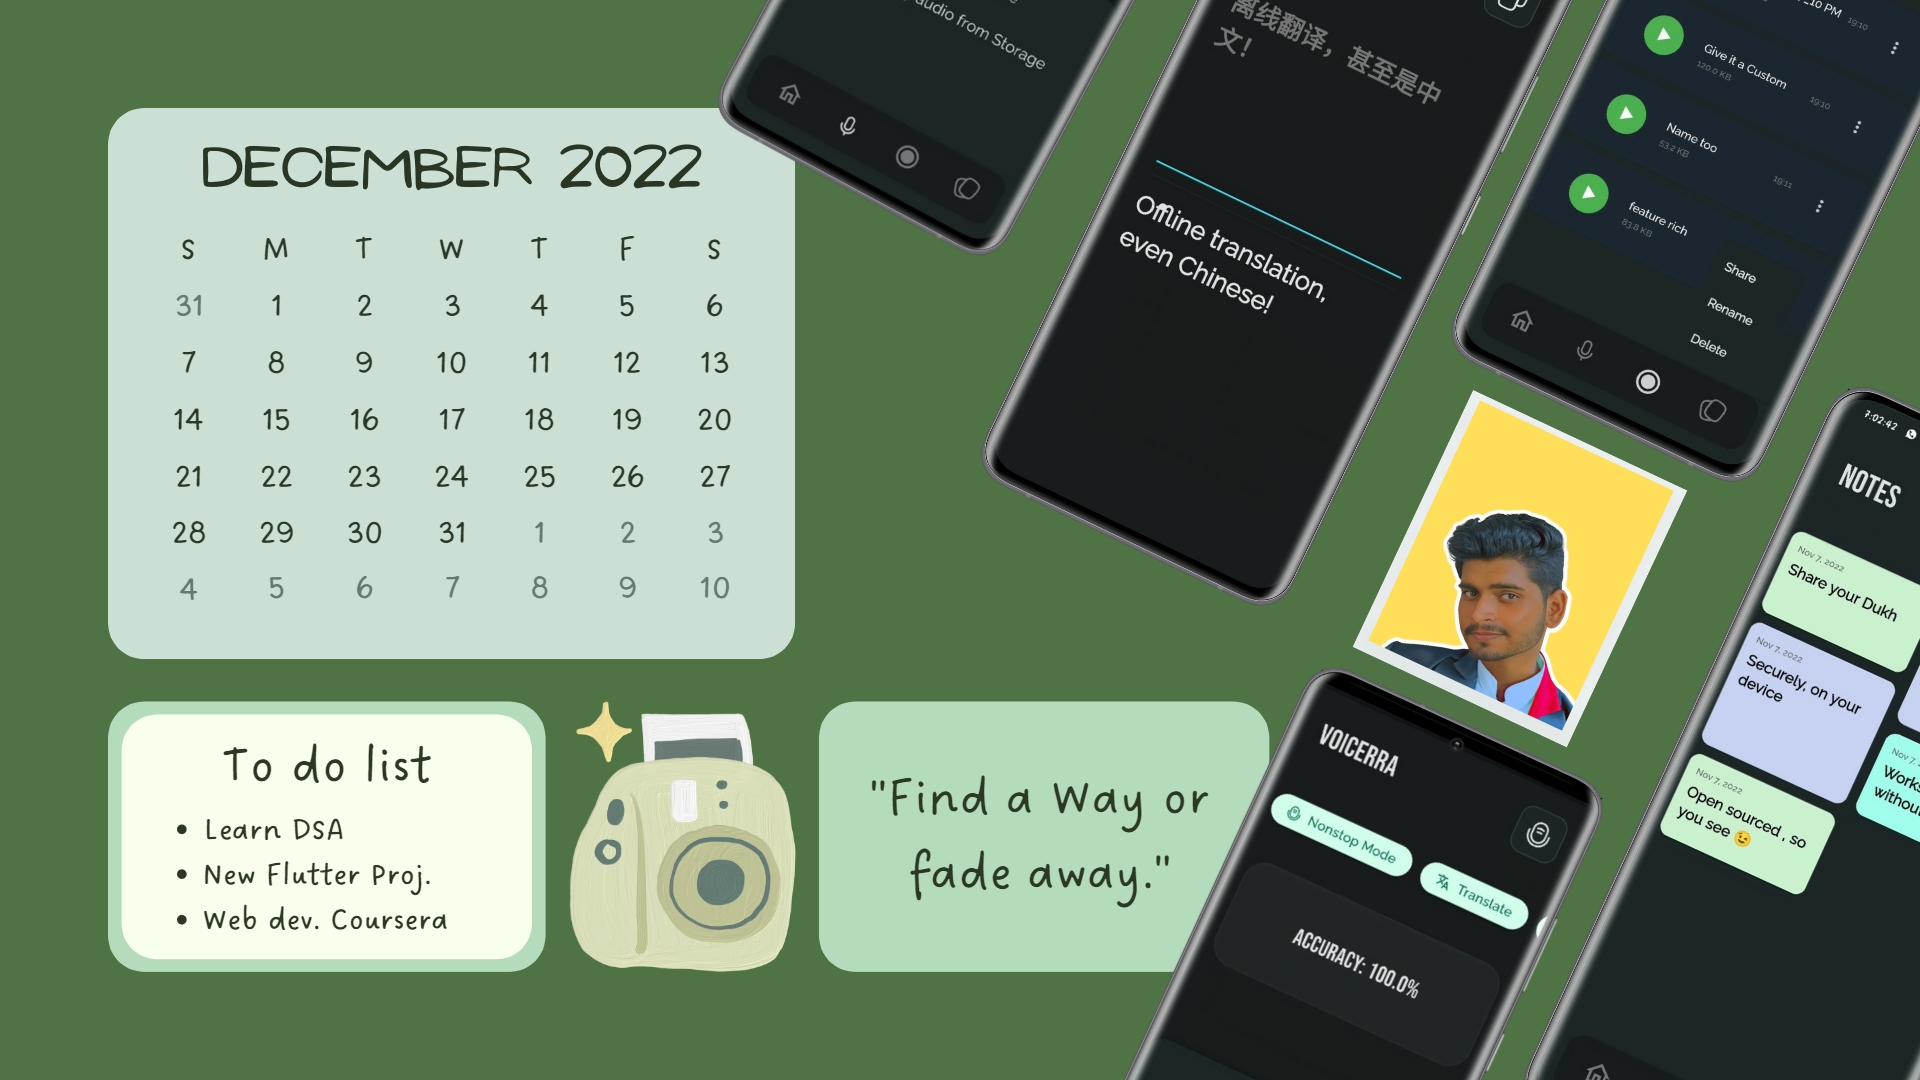 DECEMBER 2022
S M T W T F S
31 1 2 3 4 5 6
7 8 9 10 11 12 13
14 15 16 17 18 19 20
21 22 23 24 25 26 27
28 29 30 31 1 2 3
4 5 6 7 8 9 10
To do list
• Learn DSA
• New Flutter Proj.
• Web dev. Coursera
"Find a Way or
fade away."
audio from Storage
离线翻译，甚至是中
文！
Offline translation,
even Chinese!
:10 PM
19:10
Give it a Custom
120.0 KB
19:10
Name too
53.2 KB
19:11
feature rich
83.8 KB
Share
Rename
Delete
VOICERRA
Nonstop Mode
Translate
ACCURACY: 100.0%
7:02:42
NOTES
Nov 7, 2022
Share your Dukh
Nov 7, 2022
Securely, on your
device
Nov 7, 2022
Open sourced , so
you see 😉
Nov 7,
Works